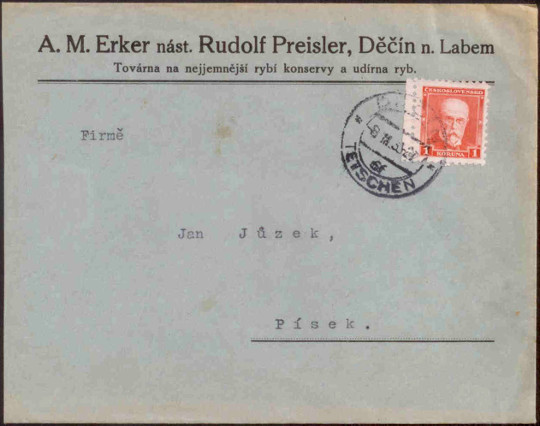 A. M. Erker nást. Rudolf Preisler, Děčín n. Labem
Továrna na nejjemnější rybí konservy a udírna ryb.
ČESKOSLOVENSKO
1 KORUNA 1
TETSCHEN
Firmě
Jan Jůzek,
Písek.